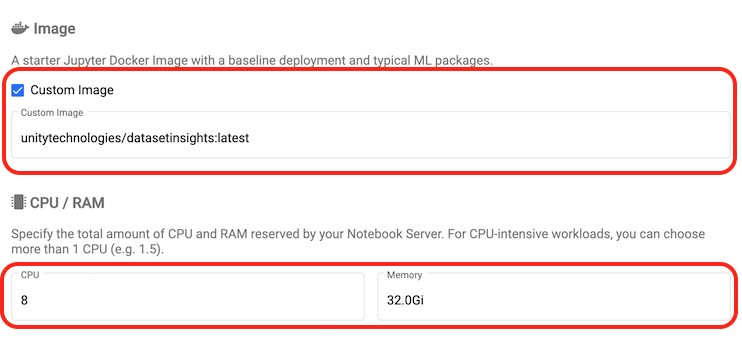 Image
A starter Jupyter Docker Image with a baseline deployment and typical ML packages.
Custom Image
Custom Image
unitytechnologies/datasetinsights:latest
CPU / RAM
Specify the total amount of CPU and RAM reserved by your Notebook Server. For CPU-intensive workloads, you can choose
more than 1 CPU (e.g. 1.5).
CPU
Memory
8
32.0Gi